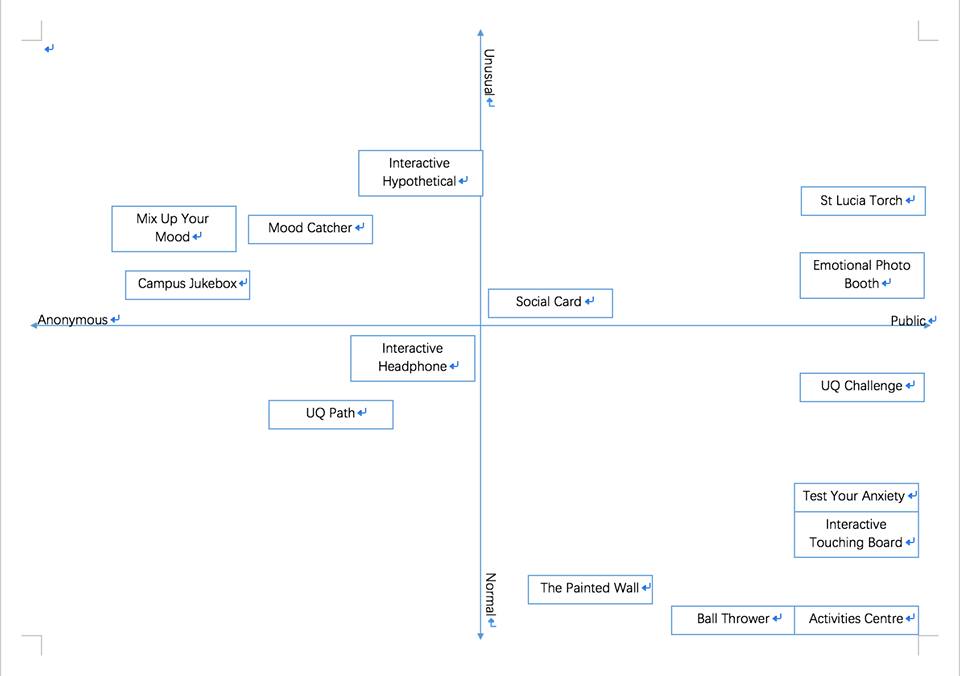 Unusual
Interactive
Hypothetical
St Lucia Torch
Mix Up Your
Mood
Mood Catcher
Emotional Photo
Booth
Campus Jukebox
Social Card
Anonymous
Public
Interactive
Headphone
UQ Challenge
UQ Path
Test Your Anxiety
Interactive
Touching Board
Normal
The Painted Wall
Ball Thrower
Activities Centre